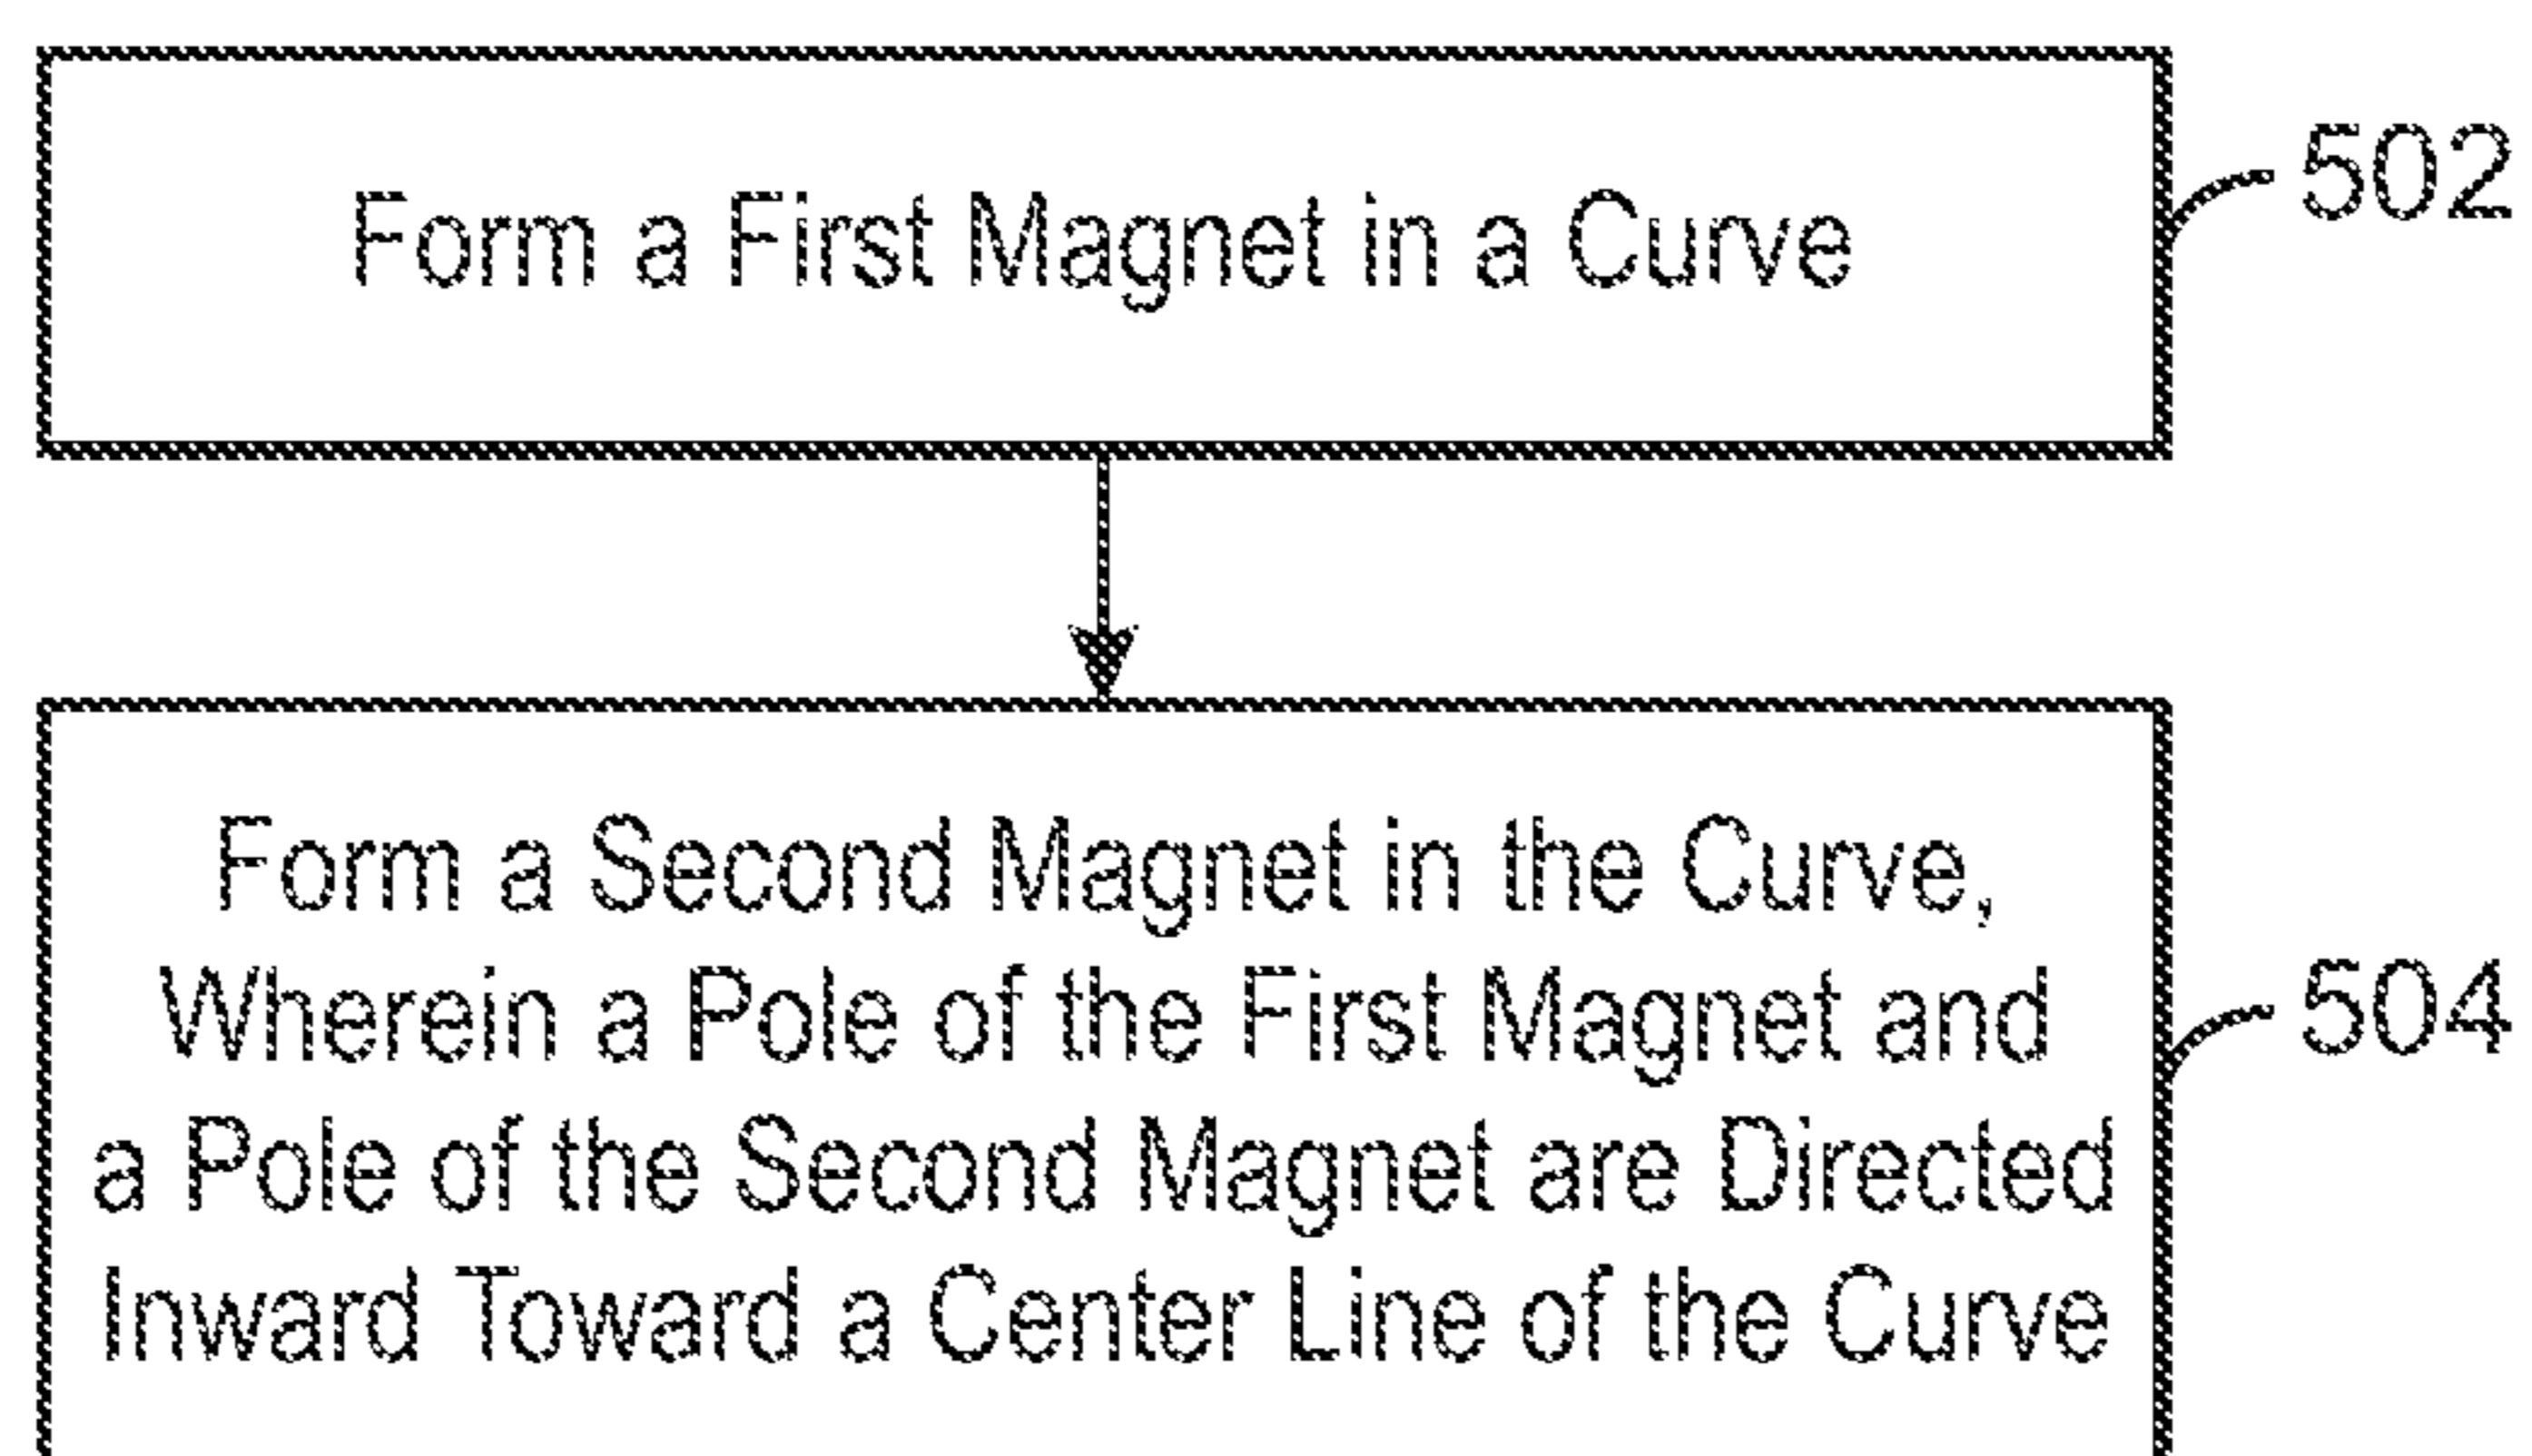 Form a First Magnet in a Curve
502
Form a Second Magnet in the Curve,
Wherein a Pole of the First Magnet and
a Pole of the Second Magnet are Directed
Inward Toward a Center Line of the Curve
504